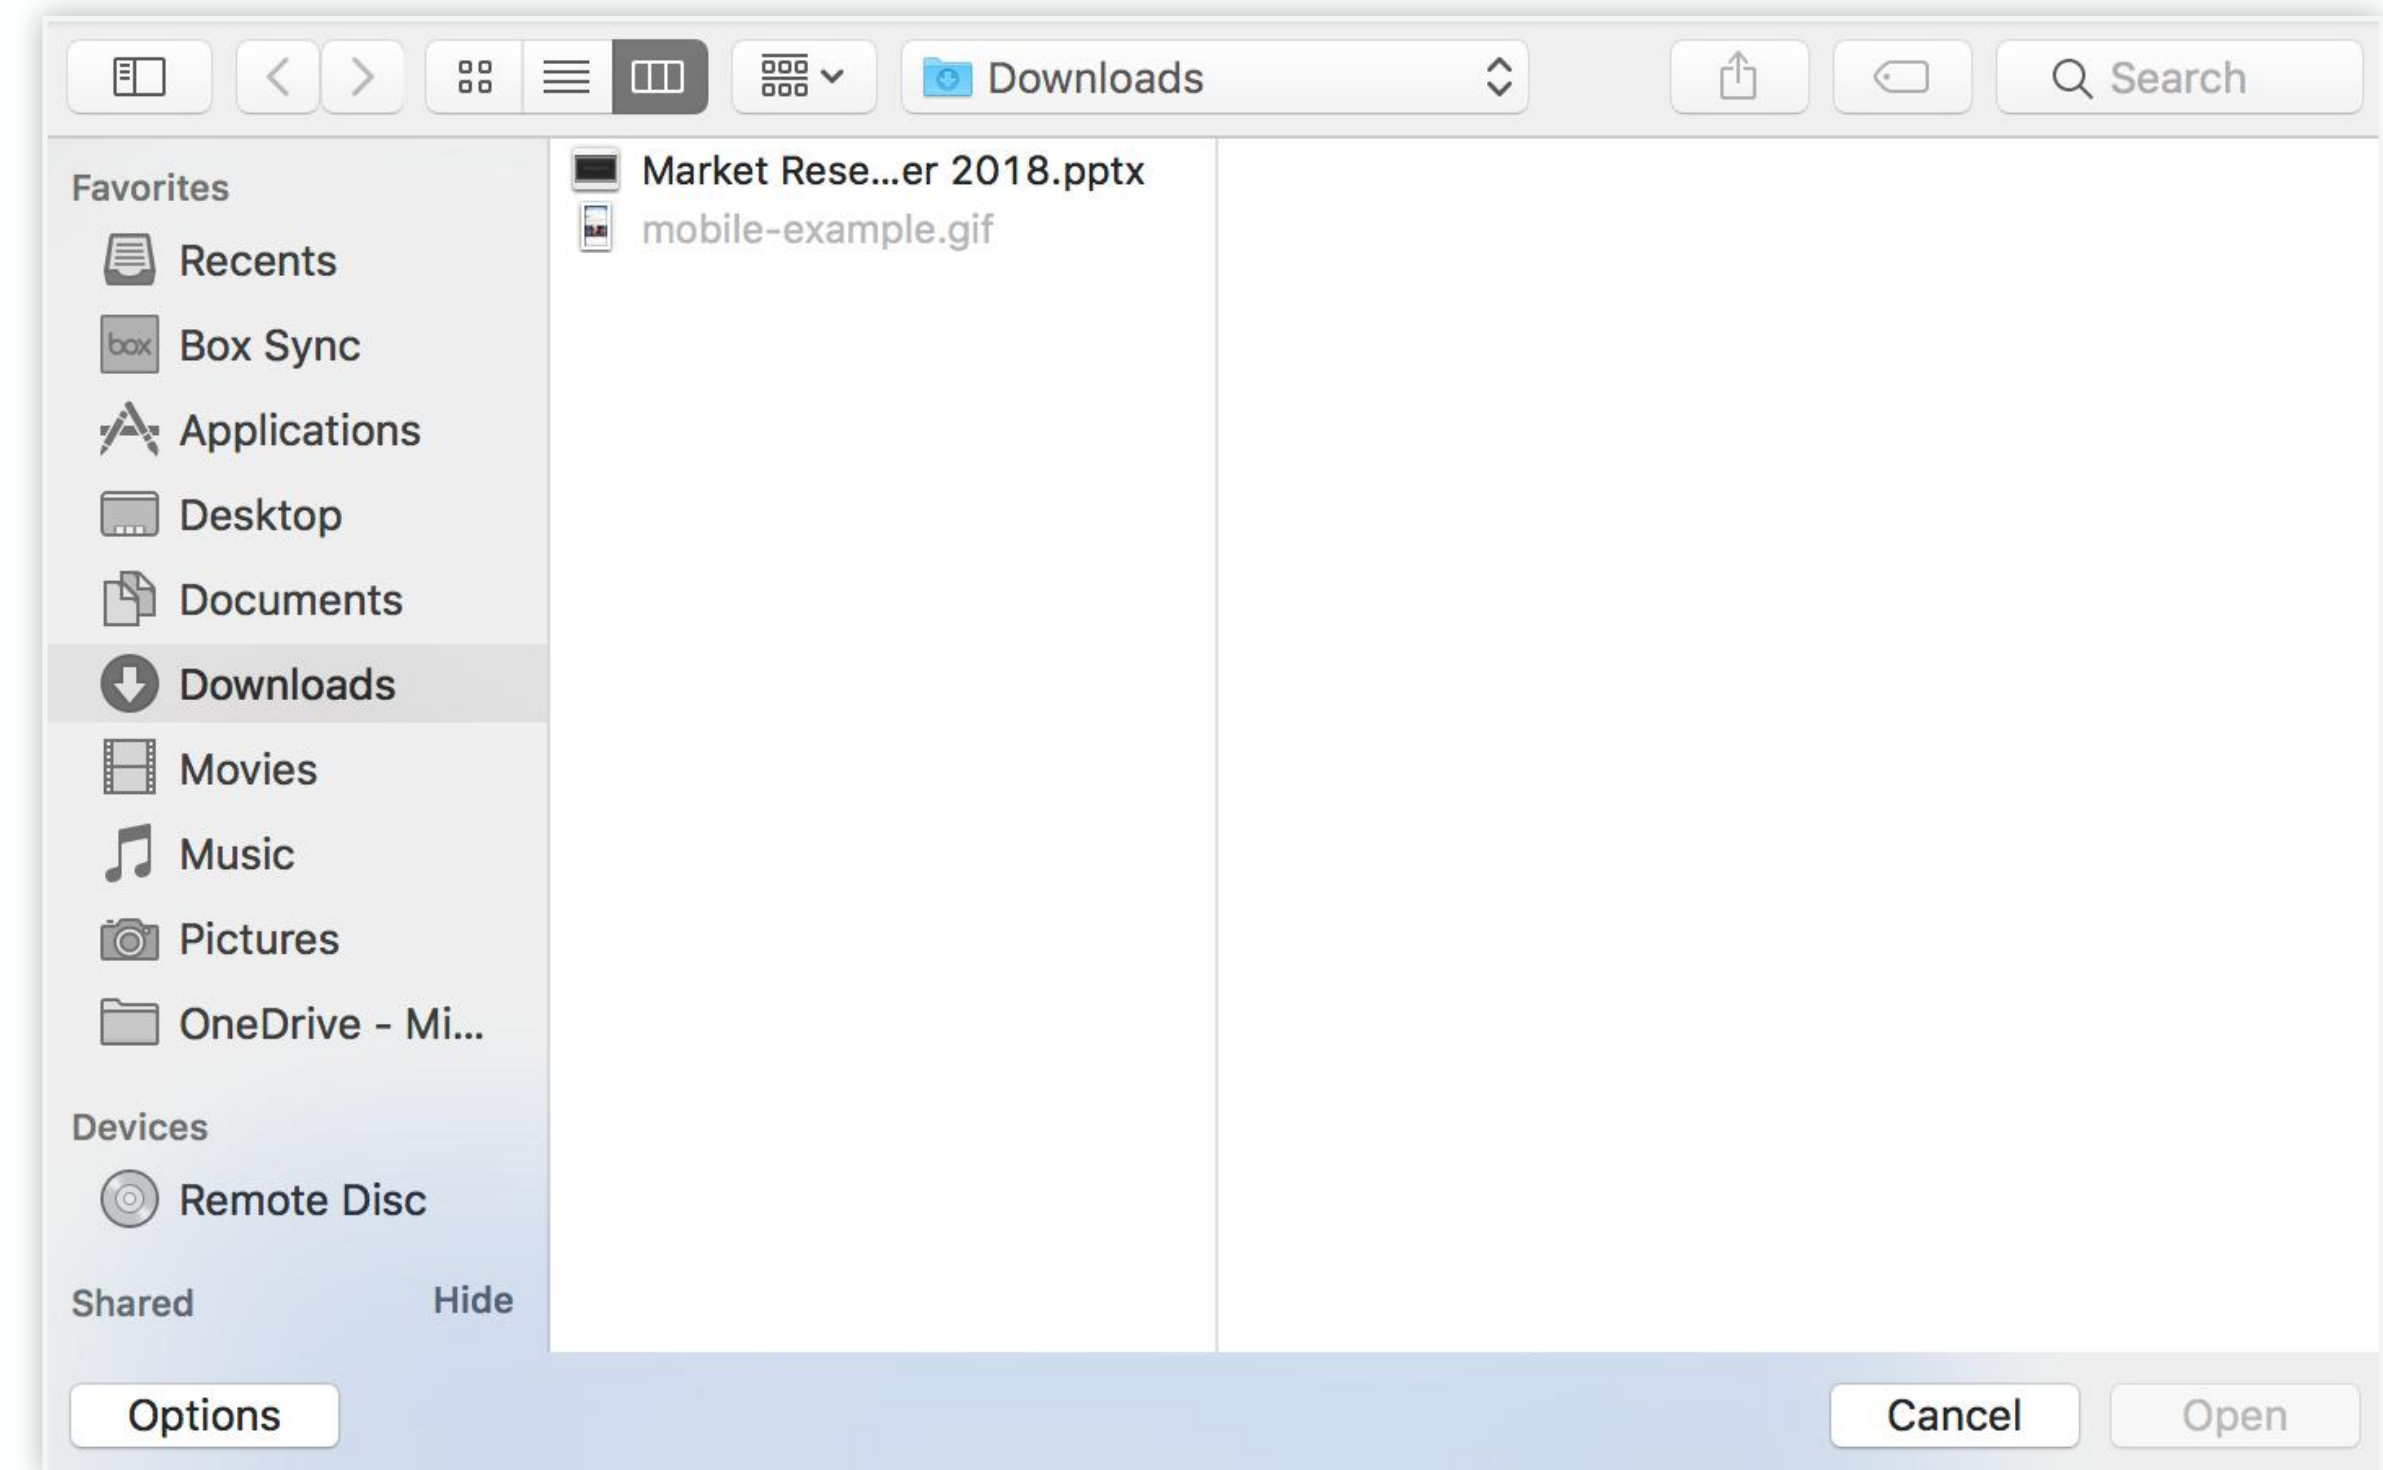 Downloads
Search
Favorites
Recents
box
Box Sync
Applications
Desktop
Documents
Downloads
Movies
Music
Pictures
OneDrive - Mi...
Devices
Remote Disc
Shared Hide
Market Rese...er 2018.pptx
mobile-example.gif
Options
Cancel
Open